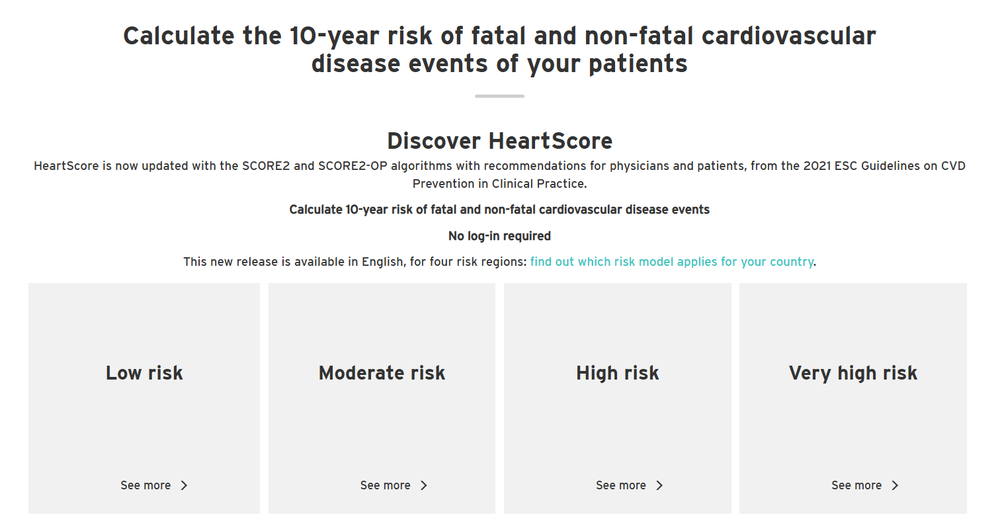 Calculate the 10-year risk of fatal and non-fatal cardiovascular
disease events of your patients
Discover HeartScore
HeartScore is now updated with the SCORE2 and SCORE2-OP algorithms with recommendations for physicians and patients, from the 2021 ESC Guidelines on CVD
Prevention in Clinical Practice.
Calculate 10-year risk of fatal and non-fatal cardiovascular disease events
No log-in required
This new release is available in English, for four risk regions: find out which risk model applies for your country.
Low risk
Moderate risk
High risk
Very high risk
See more
See more
See more
See more